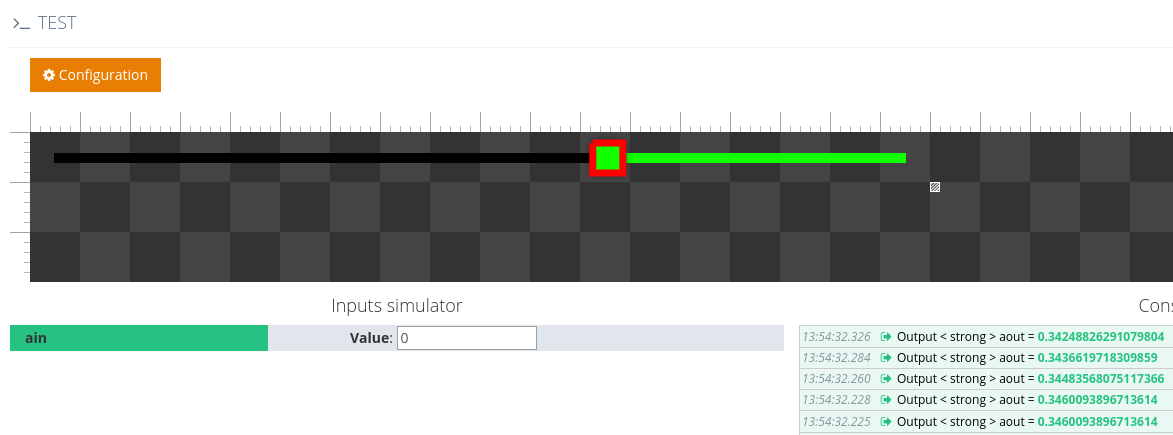 TEST
Configuration
Inputs simulator
ain Value: 0
Cons
13:54:32.326 Output < strong > aout = 0.34248826291079804
13:54:32.284 Output < strong > aout = 0.3436619718309859
13:54:32.260 Output < strong > aout = 0.34483568075117366
13:54:32.228 Output < strong > aout = 0.3460093896713614
13:54:32.225 Output < strong > aout = 0.3460093896713614